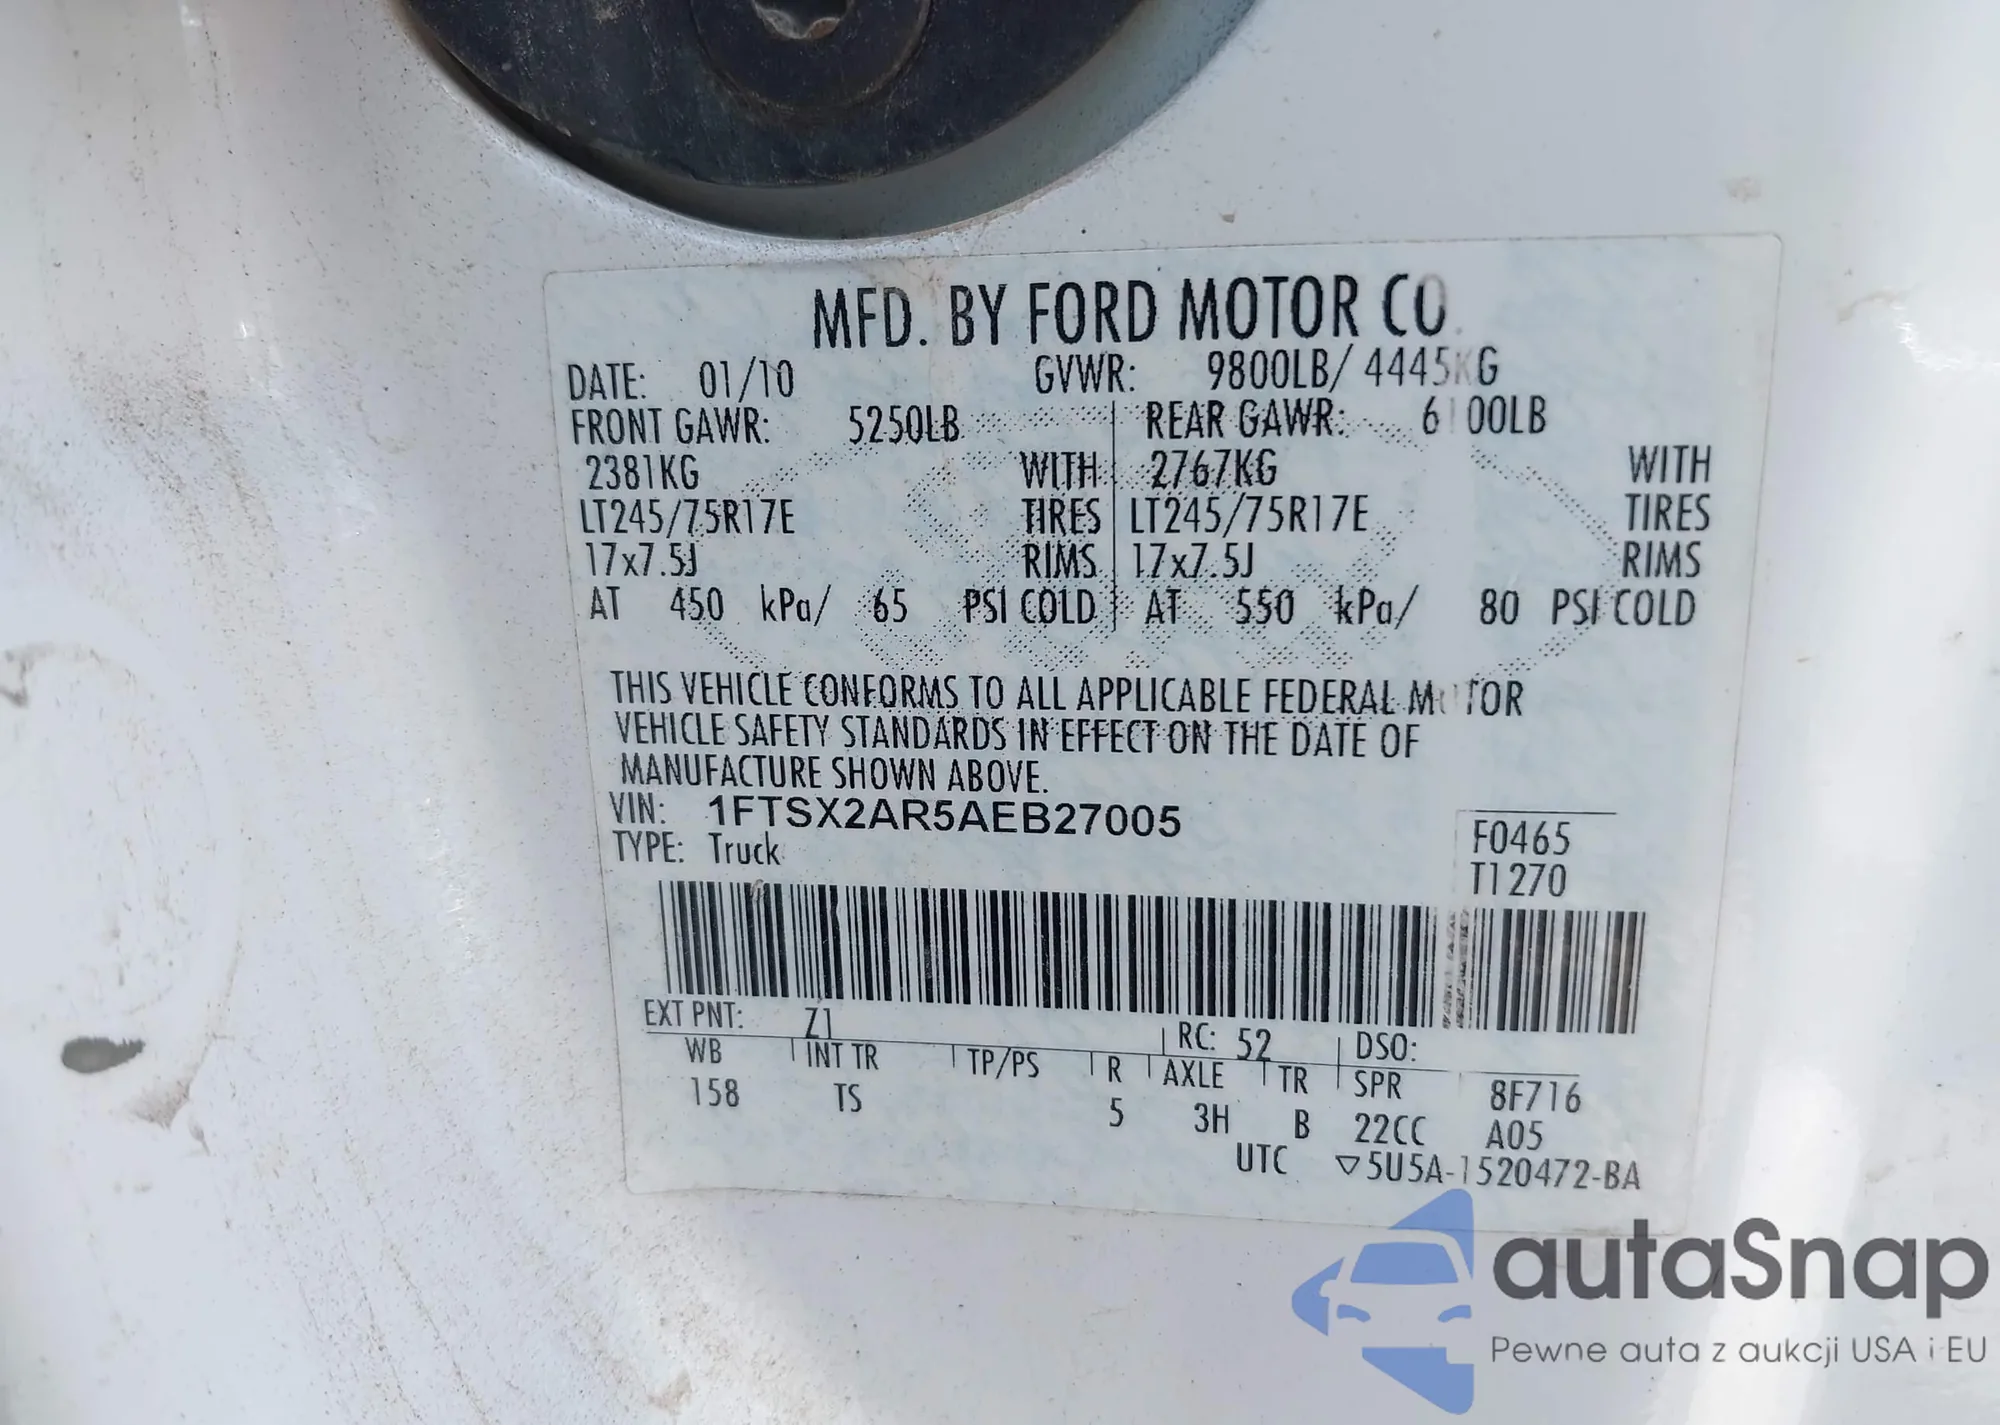 MFD. BY FORD MOTOR CO.
DATE: 01/10 GVWR: 9800LB/ 4445KG
FRONT GAWR: 5250LB REAR GAWR: 6100LB
2381KG WITH 2767KG WITH
LT245/75R17E TIRES LT245/75R17E TIRES
17x7.5J RIMS 17x7.5J RIMS
AT 450 kPa/ 65 PSI COLD AT 550 kPa/ 80 PSI COLD
THIS VEHICLE CONFORMS TO ALL APPLICABLE FEDERAL MOTOR
VEHICLE SAFETY STANDARDS IN EFFECT ON THE DATE OF
MANUFACTURE SHOWN ABOVE.
VIN: 1FTSX2AR5AEB27005 F0465
TYPE: Truck T1270
EXT PNT: Z1 RC: 52 DSO:
WB INT TR TP/PS R AXLE TR SPR 8F716
158 TS 5 3H B 22CC A05
UTC ▽5U5A-1520472-BA
autaSnap
Pewne auta z aukcji USA i EU